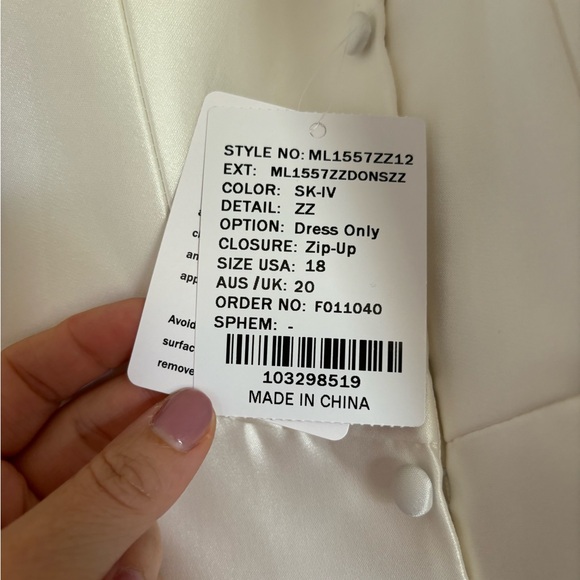 STYLE NO: ML1557ZZ12
EXT: ML1557ZZDONSZZ
COLOR: SK-IV
DETAIL: ZZ
OPTION: Dress Only
CLOSURE: Zip-Up
SIZE USA: 18
AUS /UK: 20
ORDER NO: F011040
SPHEM: -
103298519
MADE IN CHINA
Avoid
surfac
remove